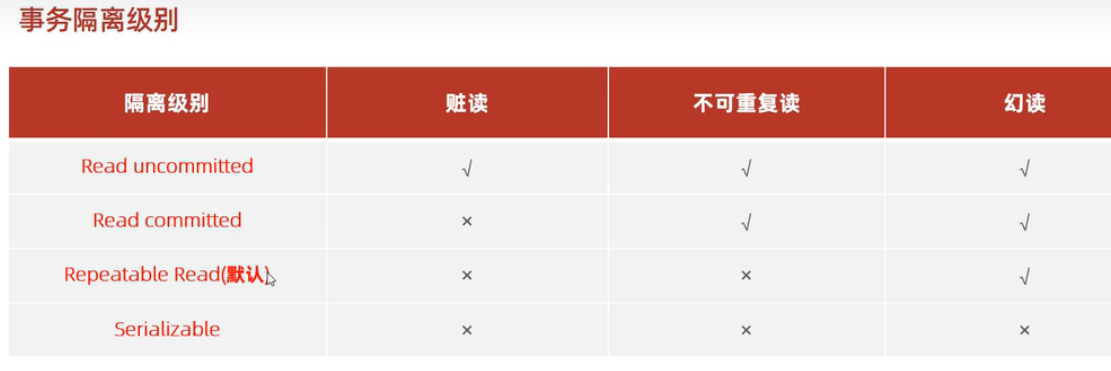 事务隔离级别
隔离级别 脏读 不可重复读 幻读
Read uncommitted √ √ √
Read committed × √ √
Repeatable Read(默认) × × √
Serializable × × ×